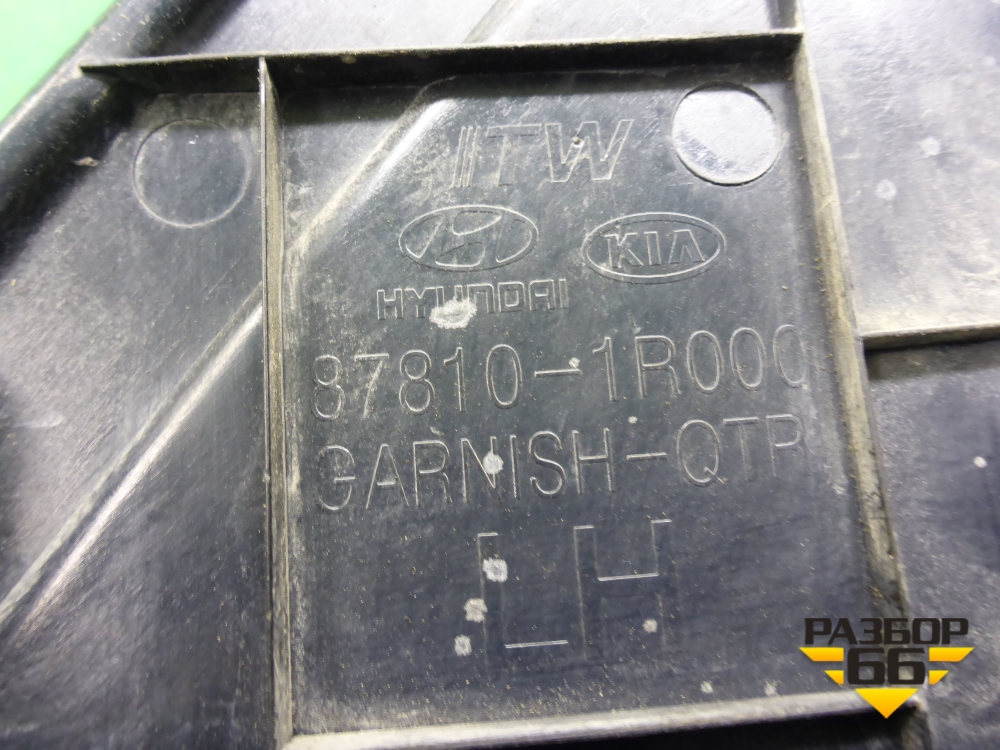 ITW
HYUNDAI
KIA
87810-1R000
GARNISH-QTR
LH
РАЗБОР
66